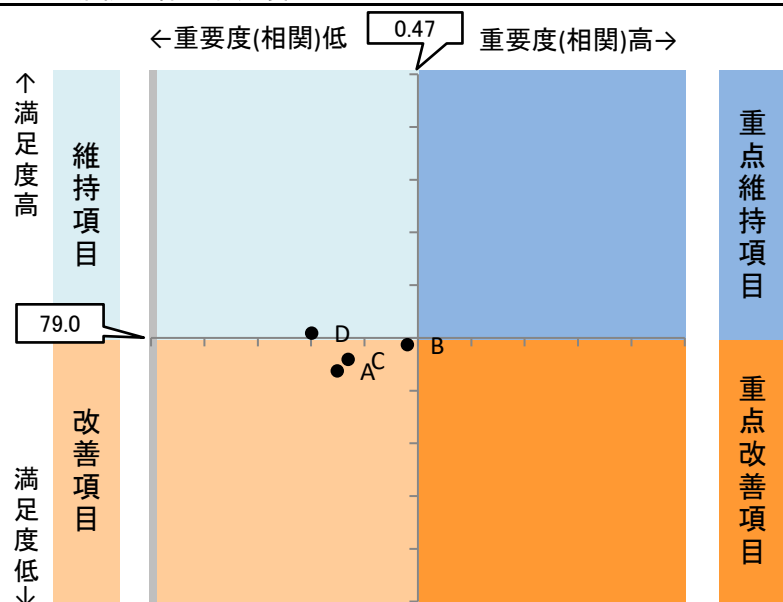 ←重要度(相関)低
0.47
重要度(相関)高→
↑満足度高
維持項目
重点維持項目
79.0
D
B
C
A
改善項目
重点改善項目
満足度低↓